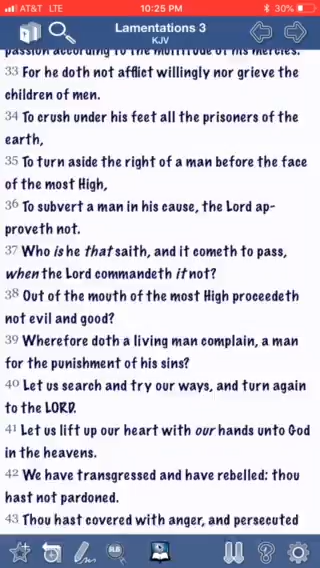 AT&T LTE 10:25 PM 30%
Lamentations 3
KJV
passion according to the multitude of his mercies.
33 For he doth not afflict willingly nor grieve the
children of men.
34 To crush under his feet all the prisoners of the
earth,
35 To turn aside the right of a man before the face
of the most High,
36 To subvert a man in his cause, the Lord ap-
proveth not.
37 Who is he that saith, and it cometh to pass,
when the Lord commandeth it not?
38 Out of the mouth of the most High proceedeth
not evil and good?
39 Wherefore doth a living man complain, a man
for the punishment of his sins?
40 Let us search and try our ways, and turn again
to the LORD.
41 Let us lift up our heart with our hands unto God
in the heavens.
42 We have transgressed and have rebelled: thou
hast not pardoned.
43 Thou hast covered with anger, and persecuted